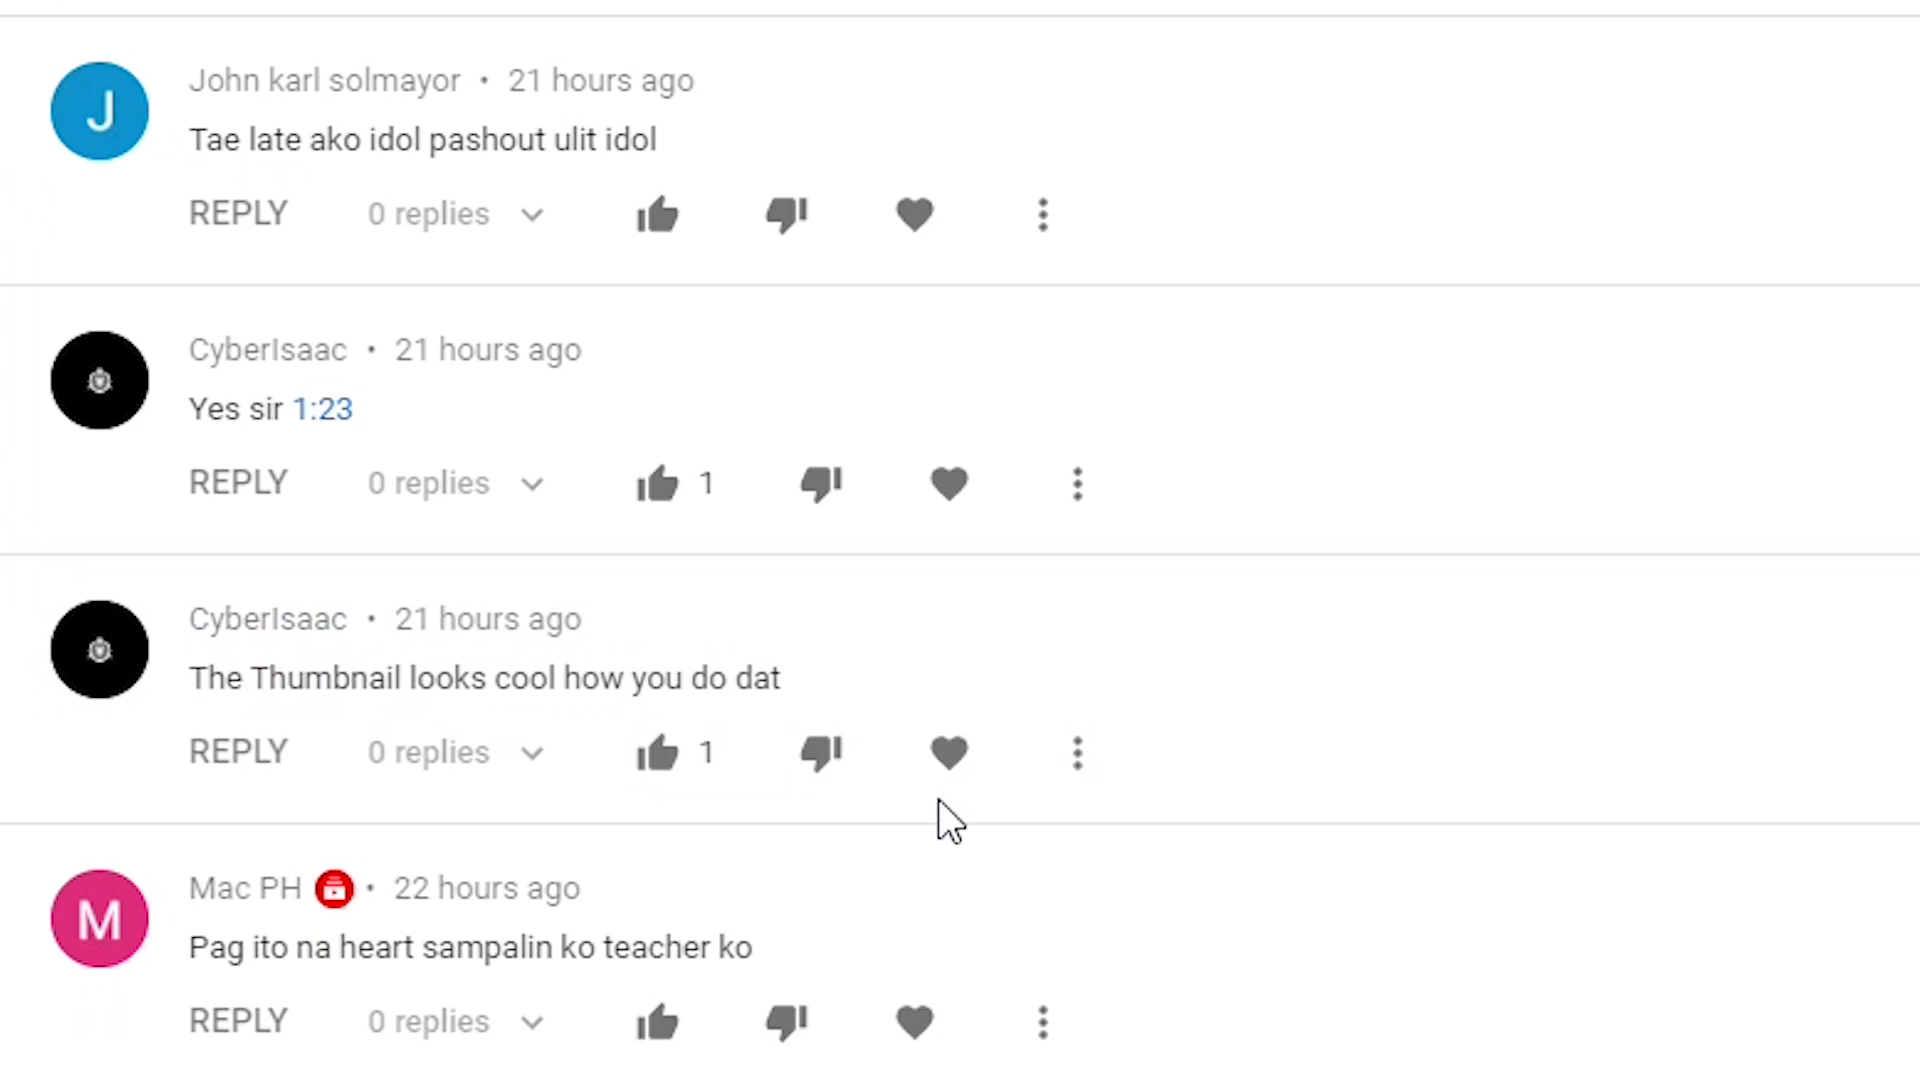 J
John karl solmayor • 21 hours ago
Tae late ako idol pashout ulit idol
REPLY 0 replies
CyberIsaac • 21 hours ago
Yes sir 1:23
REPLY 0 replies 1
CyberIsaac • 21 hours ago
The Thumbnail looks cool how you do dat
REPLY 0 replies 1
M
Mac PH • 22 hours ago
Pag ito na heart sampalin ko teacher ko
REPLY 0 replies